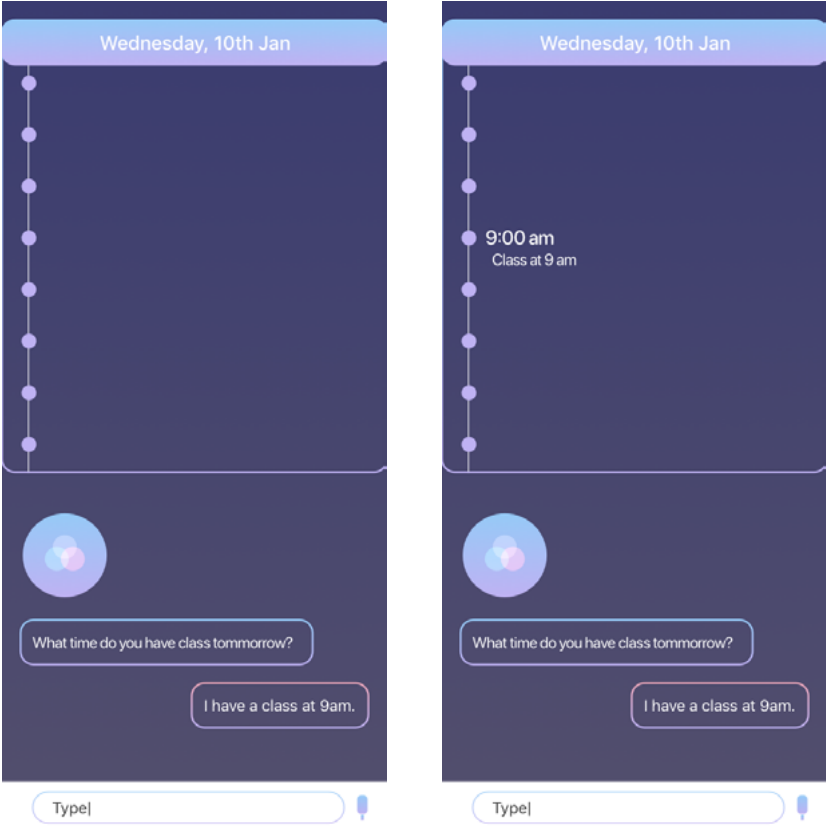 Wednesday, 10th Jan
What time do you have class tommorrow?
I have a class at 9am.
Type|
Wednesday, 10th Jan
9:00 am
Class at 9 am
What time do you have class tommorrow?
I have a class at 9am.
Type|